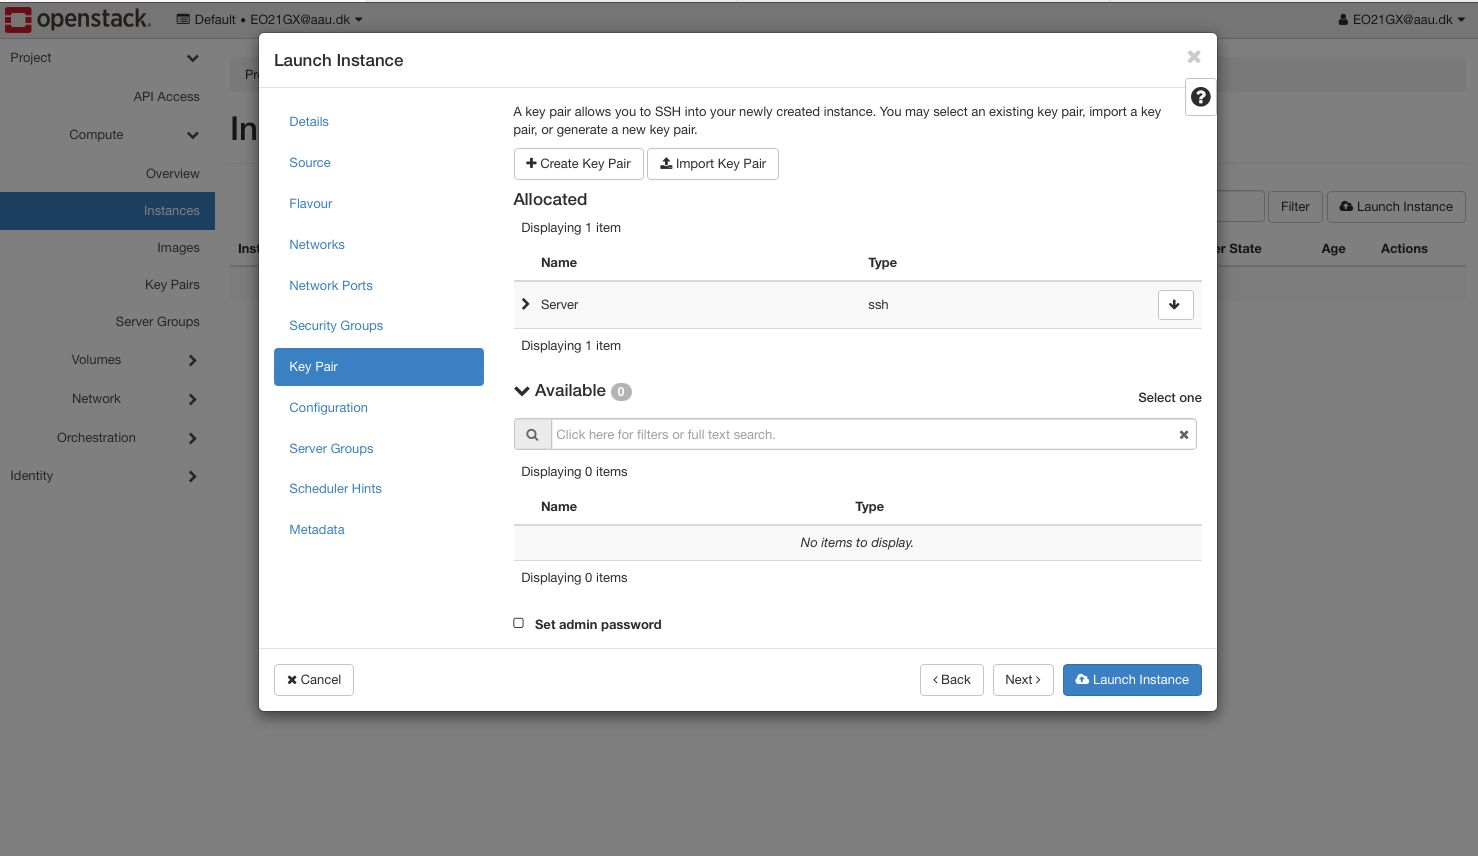 openstack.
Default • EO21GX@aau.dk
EO21GX@aau.dk
Project
API Access
Compute
Overview
Instances
Images
Key Pairs
Server Groups
Volumes
Network
Orchestration
Identity
Filter
Launch Instance
State
Age
Actions
Launch Instance
Details
Source
Flavour
Networks
Network Ports
Security Groups
Key Pair
Configuration
Server Groups
Scheduler Hints
Metadata
A key pair allows you to SSH into your newly created instance. You may select an existing key pair, import a key
pair, or generate a new key pair.
Create Key Pair
Import Key Pair
Allocated
Displaying 1 item
Name Type
Server ssh
Displaying 1 item
Available 0
Select one
Click here for filters or full text search.
Displaying 0 items
Name Type
No items to display.
Displaying 0 items
Set admin password
Cancel
Back
Next
Launch Instance